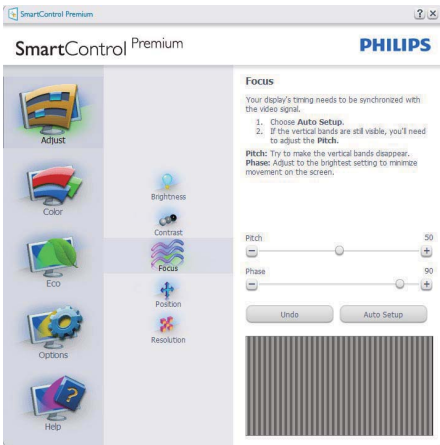 SmartControl Premium
? ×
SmartControl Premium
PHILIPS
Adjust
Color
Eco
Options
Help
Brightness
Contrast
Focus
Position
Resolution
Focus
Your display's timing needs to be synchronized with
the video signal.
1. Choose Auto Setup.
2. If the vertical bands are still visible, you'll need
to adjust the Pitch.
Pitch: Try to make the vertical bands disappear.
Phase: Adjust to the brightest setting to minimize
movement on the screen.
Pitch 50
Phase 90
Undo Auto Setup